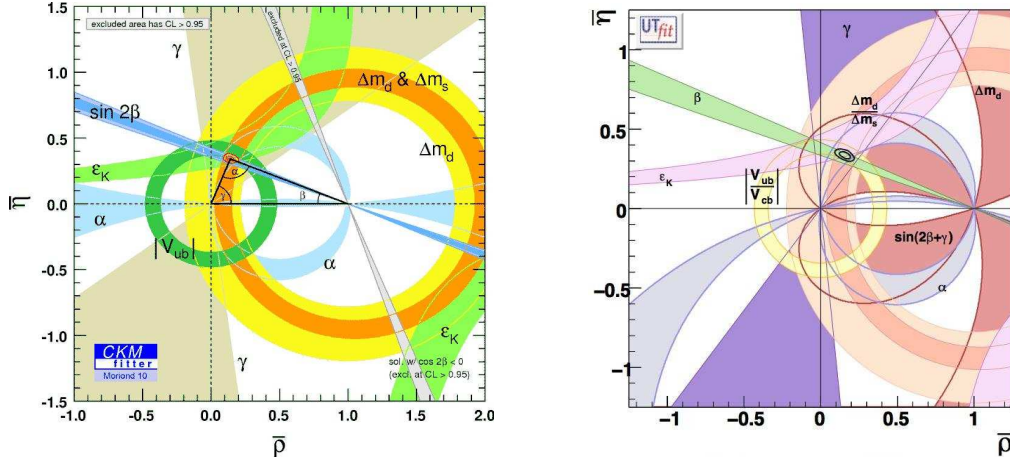 excluded area has CL > 0.95
γ
excluded at CL > 0.95
Δm_d & Δm_s
sin 2β
Δm_d
ε_K
α
α
γ
β
α
|V_ub|
α
ε_K
γ
sol. w/ cos 2β < 0
(excl. at CL > 0.95)
CKM
fitter
Moriond 10
η̅
1.5
1.0
0.5
0.0
-0.5
-1.0
-1.5
-1.0 -0.5 0.0 0.5 1.0 1.5 2.0
ρ̅
η̅
UTfit
γ
β
Δm_d
Δm_d
Δm_s
ε_K
|V_ub|
|V_cb|
sin(2β+γ)
α
1
0.5
0
-0.5
-1
-1 -0.5 0 0.5 1
ρ̅